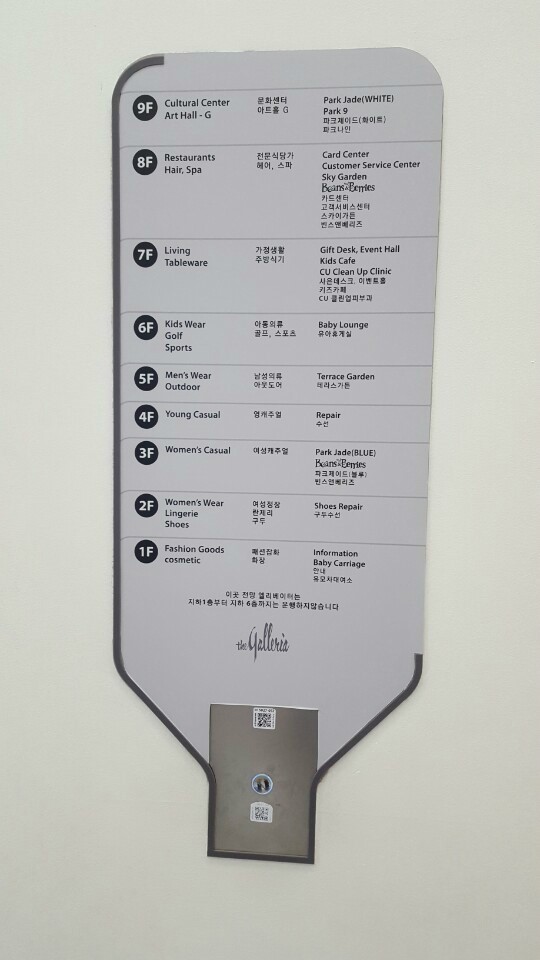 9F
Cultural Center
Art Hall - G
문화센터
아트홀 G
Park Jade(WHITE)
Park 9
파크제이드(화이트)
파크나인
8F
Restaurants
Hair, Spa
전문식당가
헤어, 스파
Card Center
Customer Service Center
Sky Garden
Beans & Berries
카드센터
고객서비스센터
스카이가든
빈스앤베리즈
7F
Living
Tableware
가정생활
주방식기
Gift Desk, Event Hall
Kids Cafe
CU Clean Up Clinic
사은데스크, 이벤트홀
키즈카페
CU 클린업피부과
6F
Kids Wear
Golf
Sports
아동의류
골프, 스포츠
Baby Lounge
유아휴게실
5F
Men's Wear
Outdoor
남성의류
아웃도어
Terrace Garden
테라스가든
4F
Young Casual
영캐주얼
Repair
수선
3F
Women's Casual
여성캐주얼
Park Jade(BLUE)
Beans & Berries
파크제이드(블루)
빈스앤베리즈
2F
Women's Wear
Lingerie
Shoes
여성정장
란제리
구두
Shoes Repair
구두수선
1F
Fashion Goods
cosmetic
패션잡화
화장
Information
Baby Carriage
안내
유모차대여소
이곳 전망 엘리베이터는
지하1층부터 지하 6층까지는 운행하지않습니다
the Galleria